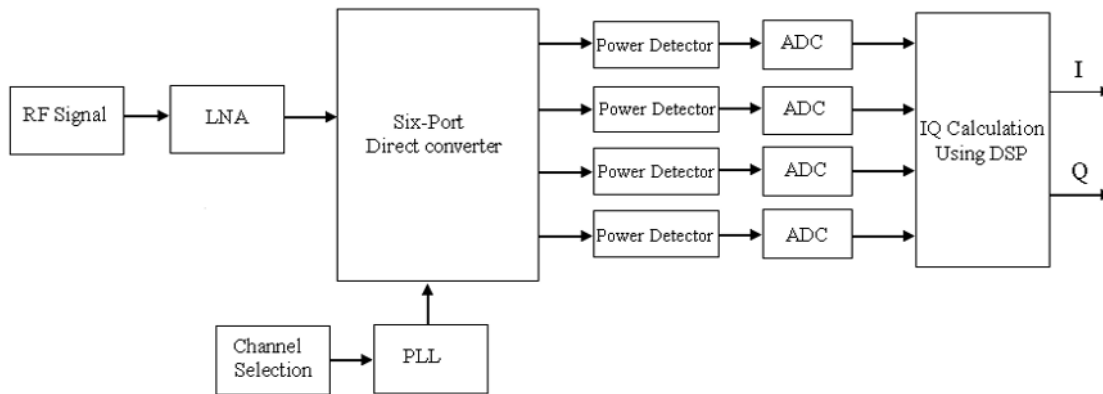 RF Signal
LNA
Six-Port
Direct converter
Power Detector
ADC
Power Detector
ADC
Power Detector
ADC
Power Detector
ADC
IQ Calculation
Using DSP
I
Q
Channel
Selection
PLL